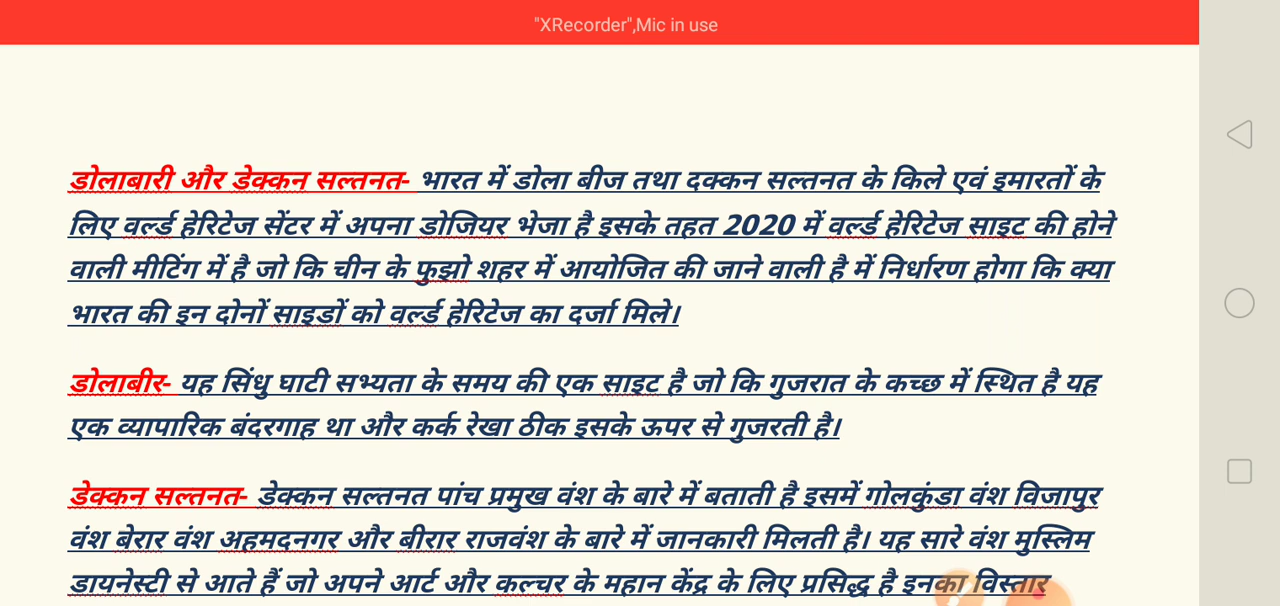 "XRecorder",Mic in use
डोलाबारी और डेक्कन सल्तनत- भारत में डोला बीज तथा दक्कन सल्तनत के किले एवं इमारतों के
लिए वर्ल्ड हेरिटेज सेंटर में अपना डोजियर भेजा है इसके तहत 2020 में वर्ल्ड हेरिटेज साइट की होने
वाली मीटिंग में है जो कि चीन के फुझो शहर में आयोजित की जाने वाली है में निर्धारण होगा कि क्या
भारत की इन दोनों साइडों को वर्ल्ड हेरिटेज का दर्जा मिले।
डोलाबीर- यह सिंधु घाटी सभ्यता के समय की एक साइट है जो कि गुजरात के कच्छ में स्थित है यह
एक व्यापारिक बंदरगाह था और कर्क रेखा ठीक इसके ऊपर से गुजरती है।
डेक्कन सल्तनत- डेक्कन सल्तनत पांच प्रमुख वंश के बारे में बताती है इसमें गोलकुंडा वंश विजापुर
वंश बेरार वंश अहमदनगर और बीरार राजवंश के बारे में जानकारी मिलती है। यह सारे वंश मुस्लिम
डायनेस्टी से आते हैं जो अपने आर्ट और कल्चर के महान केंद्र के लिए प्रसिद्ध है इनका विस्तार